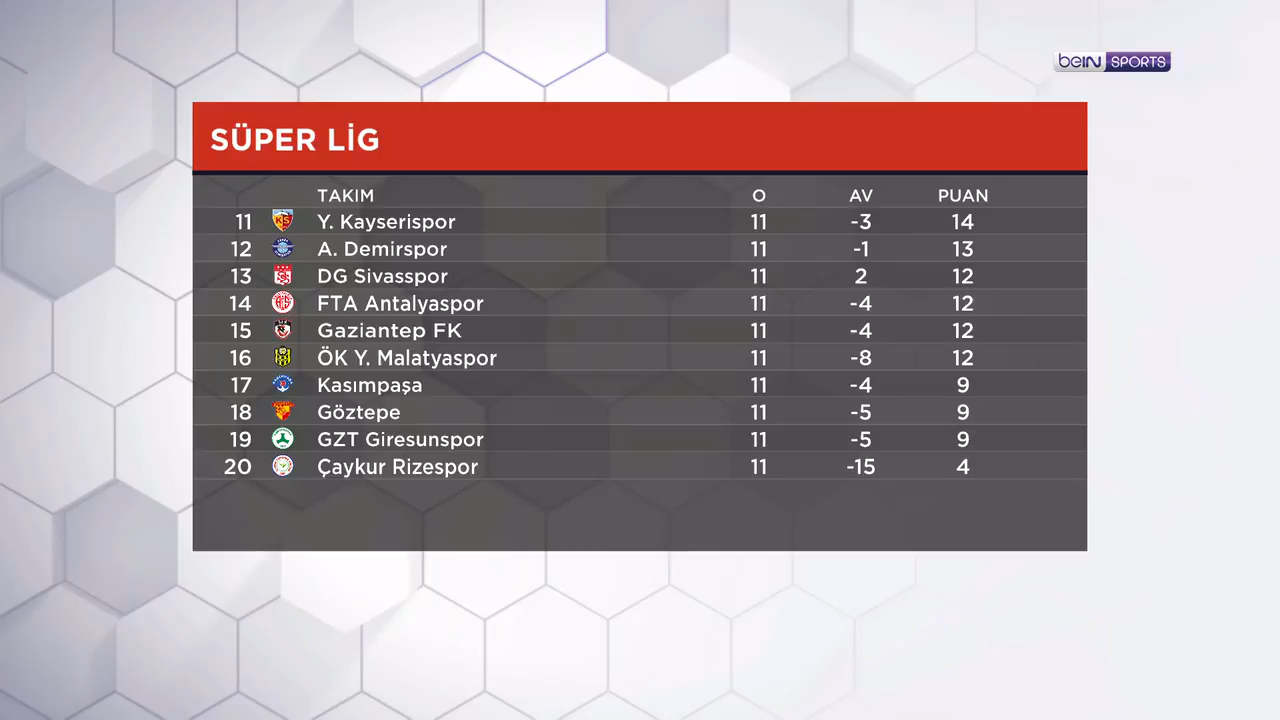 beIN SPORTS
SÜPER LİG
TAKIM O AV PUAN
11 Y. Kayserispor 11 -3 14
12 A. Demirspor 11 -1 13
13 DG Sivasspor 11 2 12
14 FTA Antalyaspor 11 -4 12
15 Gaziantep FK 11 -4 12
16 ÖK Y. Malatyaspor 11 -8 12
17 Kasımpaşa 11 -4 9
18 Göztepe 11 -5 9
19 GZT Giresunspor 11 -5 9
20 Çaykur Rizespor 11 -15 4